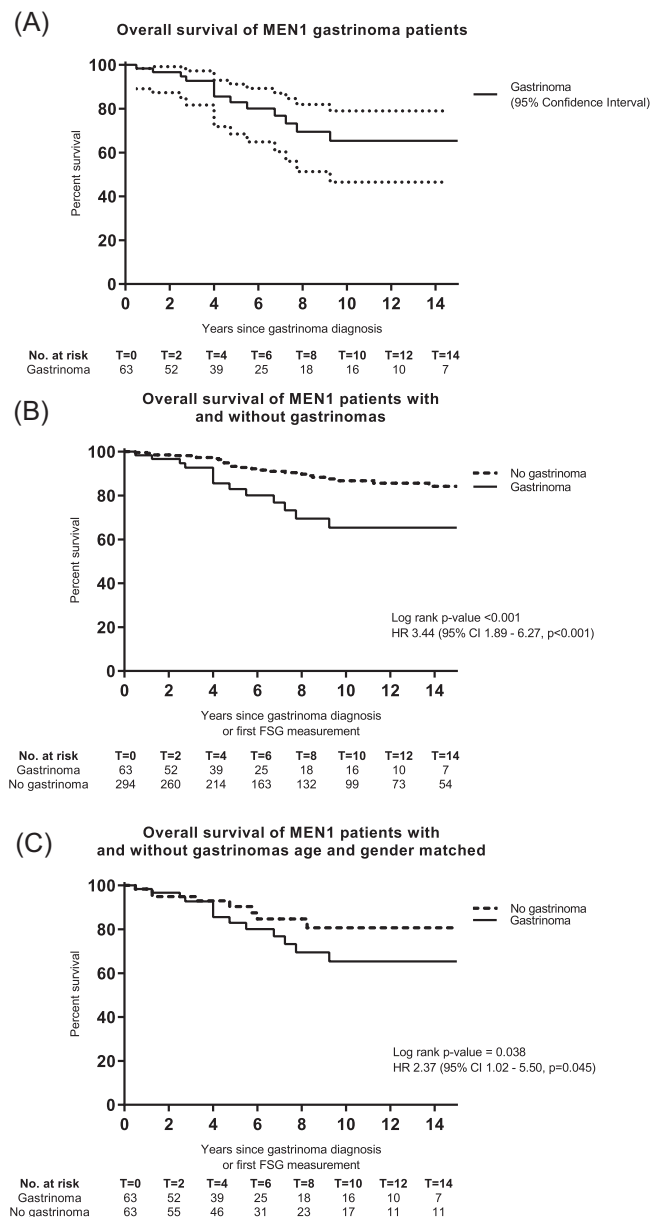 (A)
Overall survival of MEN1 gastrinoma patients
100
80
60
40
20
0
Percent survival
0 2 4 6 8 10 12 14
Years since gastrinoma diagnosis
Gastrinoma
(95% Confidence Interval)
No. at risk T=0 T=2 T=4 T=6 T=8 T=10 T=12 T=14
Gastrinoma 63 52 39 25 18 16 10 7
(B)
Overall survival of MEN1 patients with
and without gastrinomas
100
80
60
40
20
0
Percent survival
No gastrinoma
Gastrinoma
Log rank p-value <0.001
HR 3.44 (95% CI 1.89 - 6.27, p<0.001)
0 2 4 6 8 10 12 14
Years since gastrinoma diagnosis
or first FSG measurement
No. at risk T=0 T=2 T=4 T=6 T=8 T=10 T=12 T=14
Gastrinoma 63 52 39 25 18 16 10 7
No gastrinoma 294 260 214 163 132 99 73 54
(C)
Overall survival of MEN1 patients with
and without gastrinomas age and gender matched
100
80
60
40
20
0
Percent survival
No gastrinoma
Gastrinoma
Log rank p-value = 0.038
HR 2.37 (95% CI 1.02 - 5.50, p=0.045)
0 2 4 6 8 10 12 14
Years since gastrinoma diagnosis
or first FSG measurement
No. at risk T=0 T=2 T=4 T=6 T=8 T=10 T=12 T=14
Gastrinoma 63 52 39 25 18 16 10 7
No gastrinoma 63 55 46 31 23 17 11 11